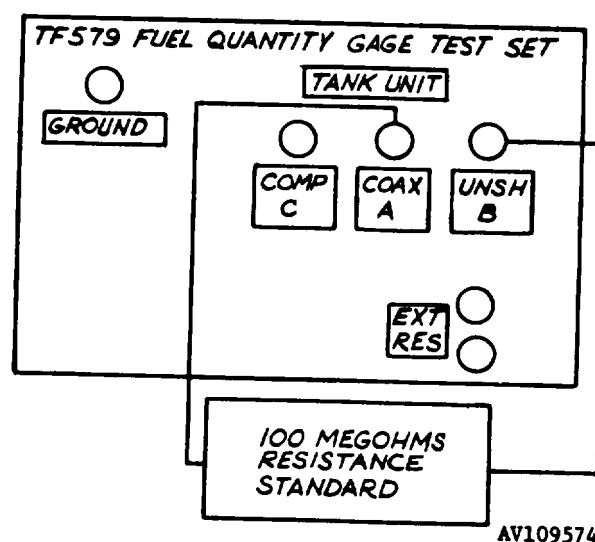 TF579 FUEL QUANTITY GAGE TEST SET
TANK UNIT
GROUND
COMP
C
COAX
A
UNSH
B
EXT
RES
100 MEGOHMS
RESISTANCE
STANDARD
AV109574